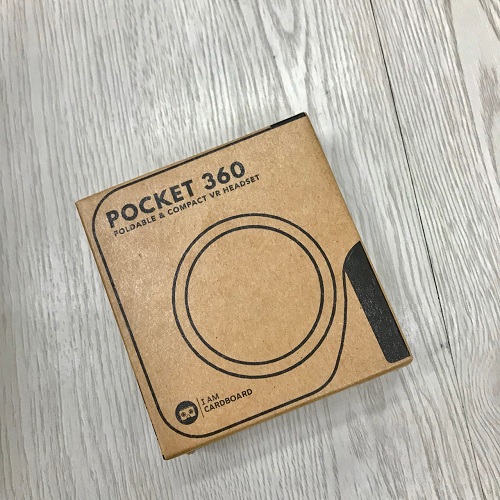 POCKET 360
FOLDABLE & COMPACT VR HEADSET
I AM
CARDBOARD